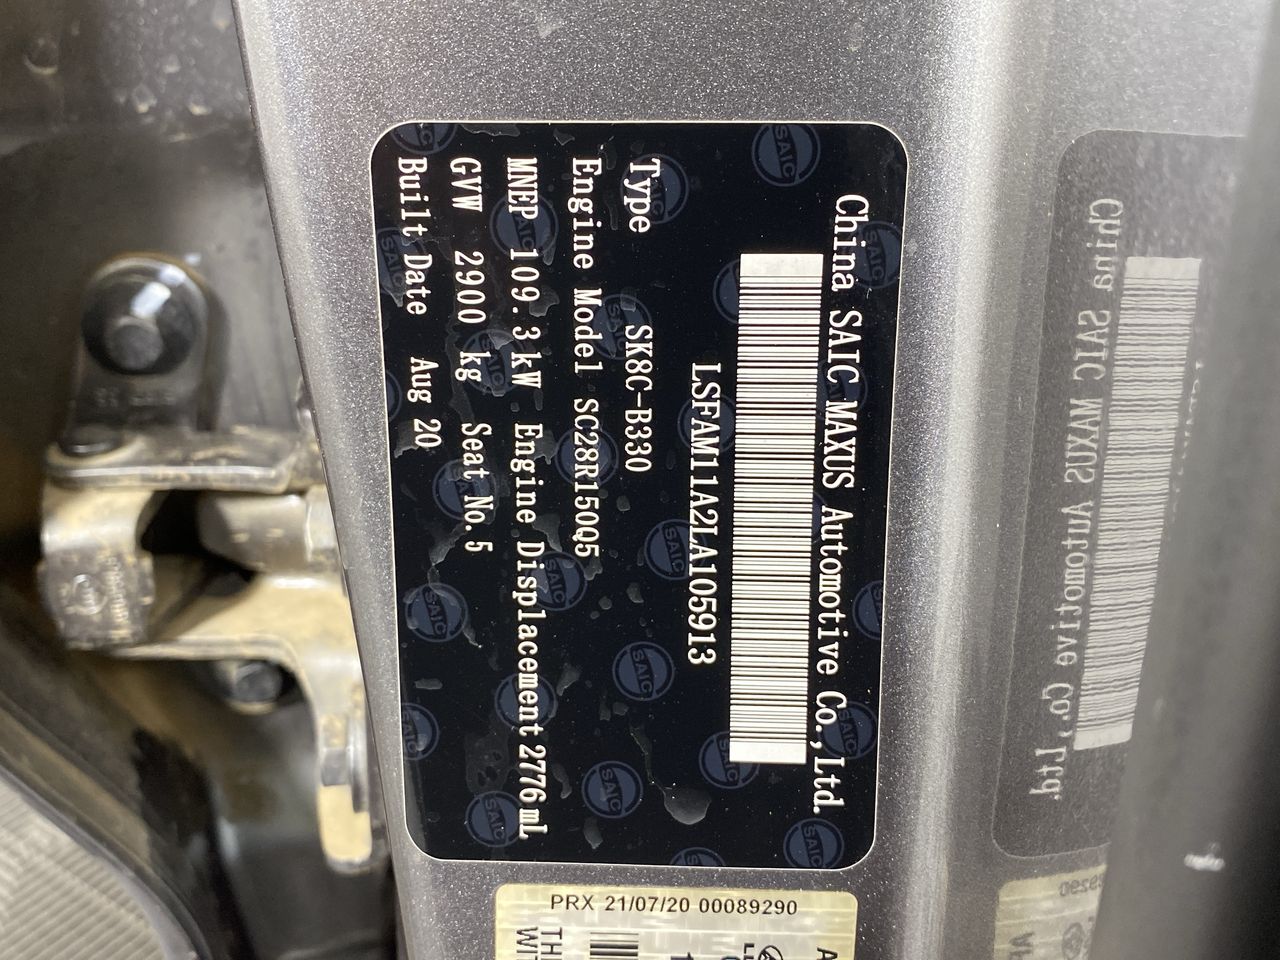 China SAIC MAXUS Automotive Co.,Ltd.
LSFAM11A2LA105913
Type SK8C-B330
Engine Model SC28R150Q5
MNEP 109.3kW Engine Displacement 2776mL
GVW 2900 kg Seat No. 5
Built Date Aug 20
PRX 21/07/20 00089290